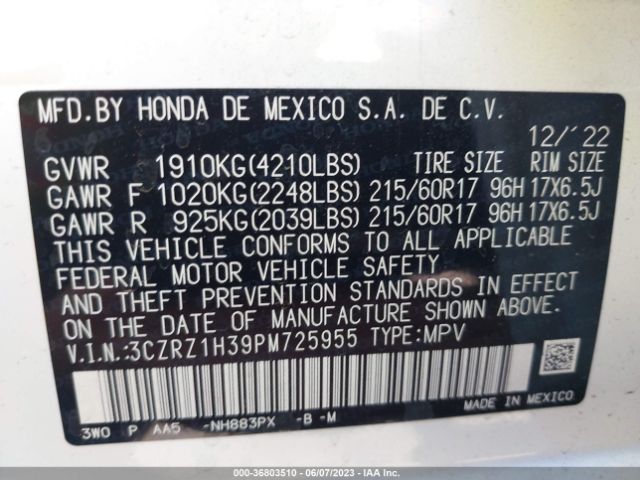 MFD.BY HONDA DE MEXICO S.A. DE C.V.
12/'22
GVWR 1910KG(4210LBS) TIRE SIZE RIM SIZE
GAWR F 1020KG(2248LBS) 215/60R17 96H 17X6.5J
GAWR R 925KG(2039LBS) 215/60R17 96H 17X6.5J
THIS VEHICLE CONFORMS TO ALL APPLICABLE
FEDERAL MOTOR VEHICLE SAFETY
AND THEFT PREVENTION STANDARDS IN EFFECT
ON THE DATE OF MANUFACTURE SHOWN ABOVE.
V.I.N.:3CZRZ1H39PM725955 TYPE:MPV
3W0 P AA5 -NH883PX -B -M
MADE IN MEXICO
000-36803510 - 06/07/2023 - IAA Inc.